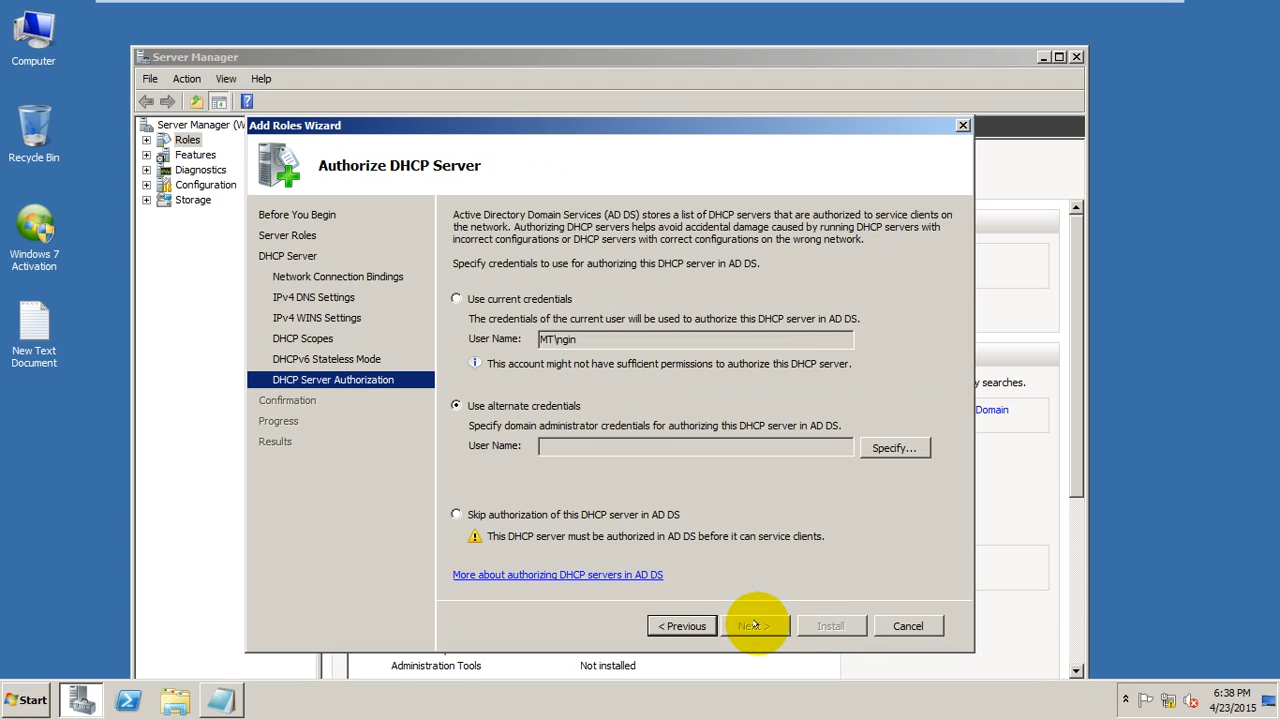 Computer
Recycle Bin
Windows 7
Activation
New Text
Document
Server Manager
File Action View Help
Server Manager (W
Roles
Features
Diagnostics
Configuration
Storage
Add Roles Wizard
Authorize DHCP Server
Before You Begin
Server Roles
DHCP Server
Network Connection Bindings
IPv4 DNS Settings
IPv4 WINS Settings
DHCP Scopes
DHCPv6 Stateless Mode
DHCP Server Authorization
Confirmation
Progress
Results
Active Directory Domain Services (AD DS) stores a list of DHCP servers that are authorized to service clients on
the network. Authorizing DHCP servers helps avoid accidental damage caused by running DHCP servers with
incorrect configurations or DHCP servers with correct configurations on the wrong network.
Specify credentials to use for authorizing this DHCP server in AD DS.
Use current credentials
The credentials of the current user will be used to authorize this DHCP server in AD DS.
User Name: MT\ngin
This account might not have sufficient permissions to authorize this DHCP server.
Use alternate credentials
Specify domain administrator credentials for authorizing this DHCP server in AD DS.
User Name: Specify...
Skip authorization of this DHCP server in AD DS
This DHCP server must be authorized in AD DS before it can service clients.
More about authorizing DHCP servers in AD DS
< Previous Next > Install Cancel
y searches.
Domain
Administration Tools Not installed
Start
6:38 PM
4/23/2015